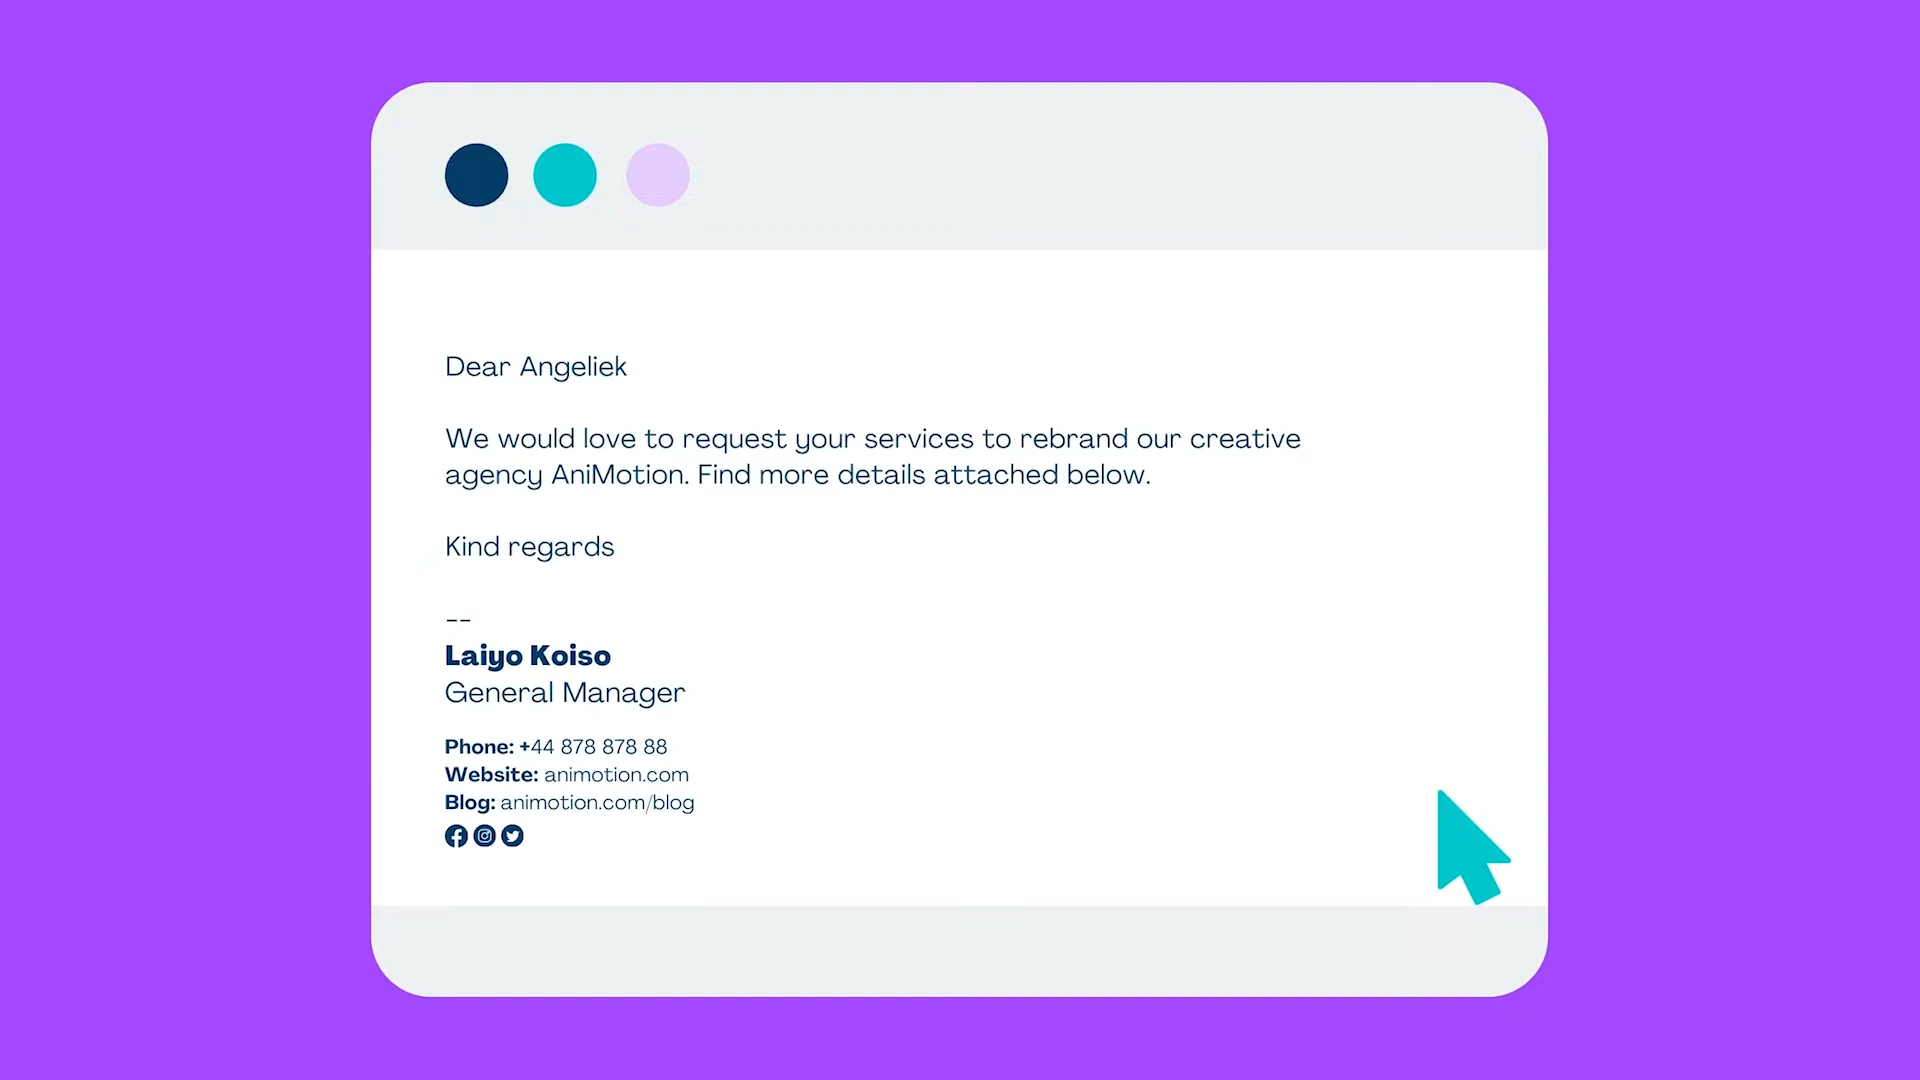 Dear Angeliek
We would love to request your services to rebrand our creative
agency AniMotion. Find more details attached below.
Kind regards
--
Laiyo Koiso
General Manager
Phone: +44 878 878 88
Website: animotion.com
Blog: animotion.com/blog